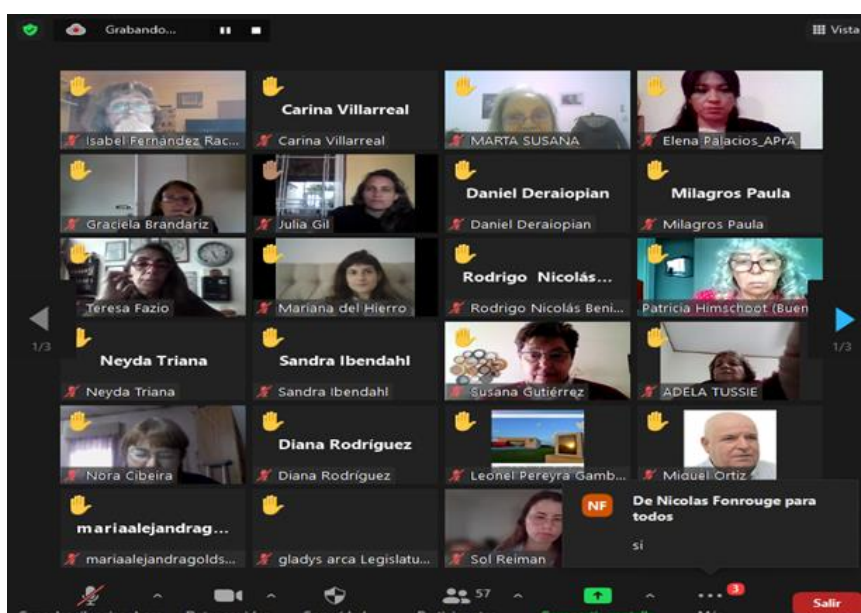 Grabando...
Vista
Isabel Fernández Rac...
Carina Villarreal
Carina Villarreal
MARTA SUSANA
Elena Palacios_APrA
Graciela Brandariz
Julia Gil
Daniel Deraiopian
Daniel Deraiopian
Milagros Paula
Milagros Paula
Teresa Fazio
Mariana del Hierro
Rodrigo Nicolás...
Rodrigo Nicolás Beni...
Patricia Himschoot (Buen
1/3
1/3
Neyda Triana
Neyda Triana
Sandra Ibendahl
Sandra Ibendahl
Susana Gutiérrez
ADELA TUSSIE
Nora Cibeira
Diana Rodríguez
Diana Rodríguez
Leonel Pereyra Gamb...
Miguel Ortiz
mariaalejandrag...
mariaalejandragolds...
gladys arca Legislatu...
Sol Reiman
NF
De Nicolas Fonrouge para
todos
si
57
3
Salir